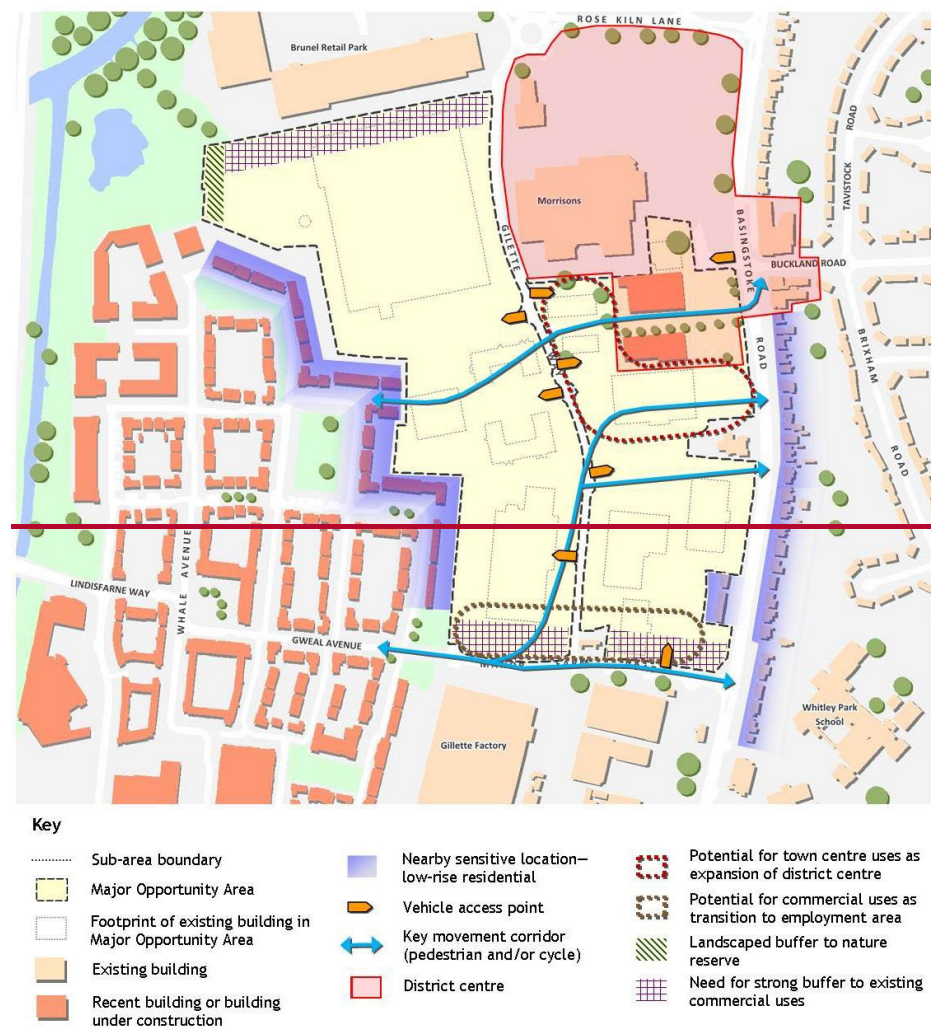 ROSE KILN LANE
Brunel Retail Park
TAVISTOCK ROAD
Morrisons
GILETTE
BASINGSTOKE ROAD
BUCKLAND ROAD
BRIXHAM ROAD
WHALE AVENUE
LINDISFARNE WAY
GWEAL AVENUE
Whitley Park
School
Gillette Factory
Key
Sub-area boundary
Major Opportunity Area
Footprint of existing building in
Major Opportunity Area
Existing building
Recent building or building
under construction
Nearby sensitive location—
low-rise residential
Vehicle access point
Key movement corridor
(pedestrian and/or cycle)
District centre
Potential for town centre uses as
expansion of district centre
Potential for commercial uses as
transition to employment area
Landscaped buffer to nature
reserve
Need for strong buffer to existing
commercial uses